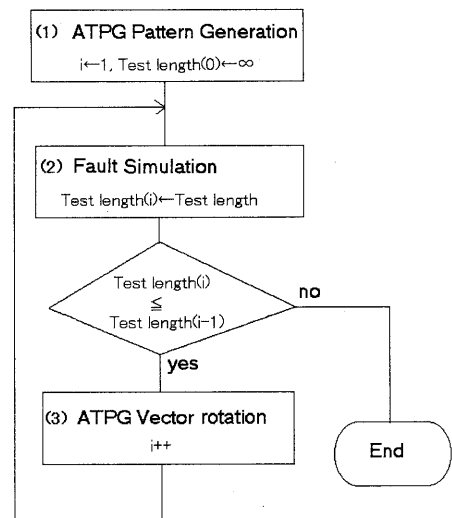 (1) ATPG Pattern Generation
i←1, Test length(0)←∞
(2) Fault Simulation
Test length(i)←Test length
Test length(i)
≦
Test length(i−1)
no
yes
(3) ATPG Vector rotation
i++
End